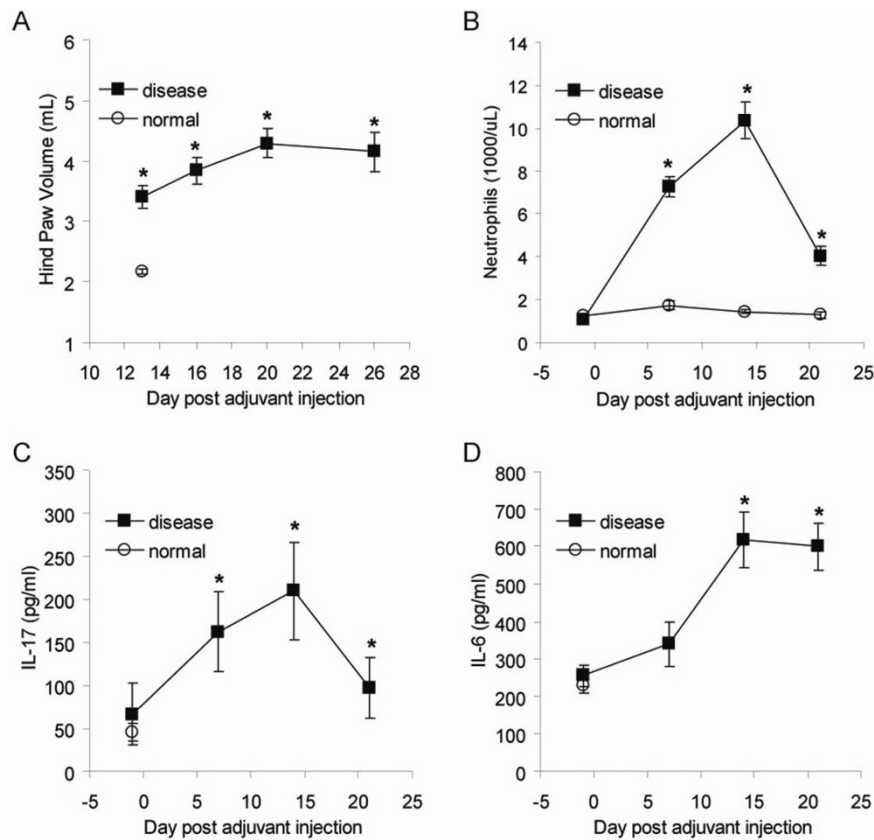 A
6
5
4
3
2
1
Hind Paw Volume (mL)
disease
normal
*
*
*
*
10 12 14 16 18 20 22 24 26 28
Day post adjuvant injection
B
14
12
10
8
6
4
2
0
Neutrophils (1000/uL)
disease
normal
*
*
*
-5 0 5 10 15 20 25
Day post adjuvant injection
C
350
300
250
200
150
100
50
0
IL-17 (pg/ml)
disease
normal
*
*
*
-5 0 5 10 15 20 25
Day post adjuvant injection
D
800
700
600
500
400
300
200
100
0
IL-6 (pg/ml)
disease
normal
*
*
-5 0 5 10 15 20 25
Day post adjuvant injection